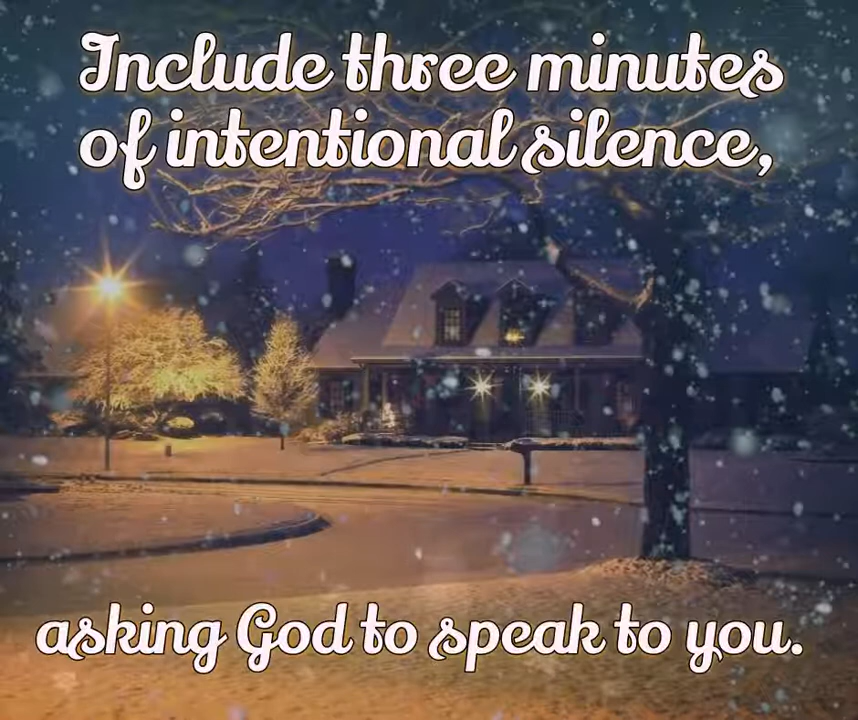 Include three minutes
of intentional silence,
asking God to speak to you.